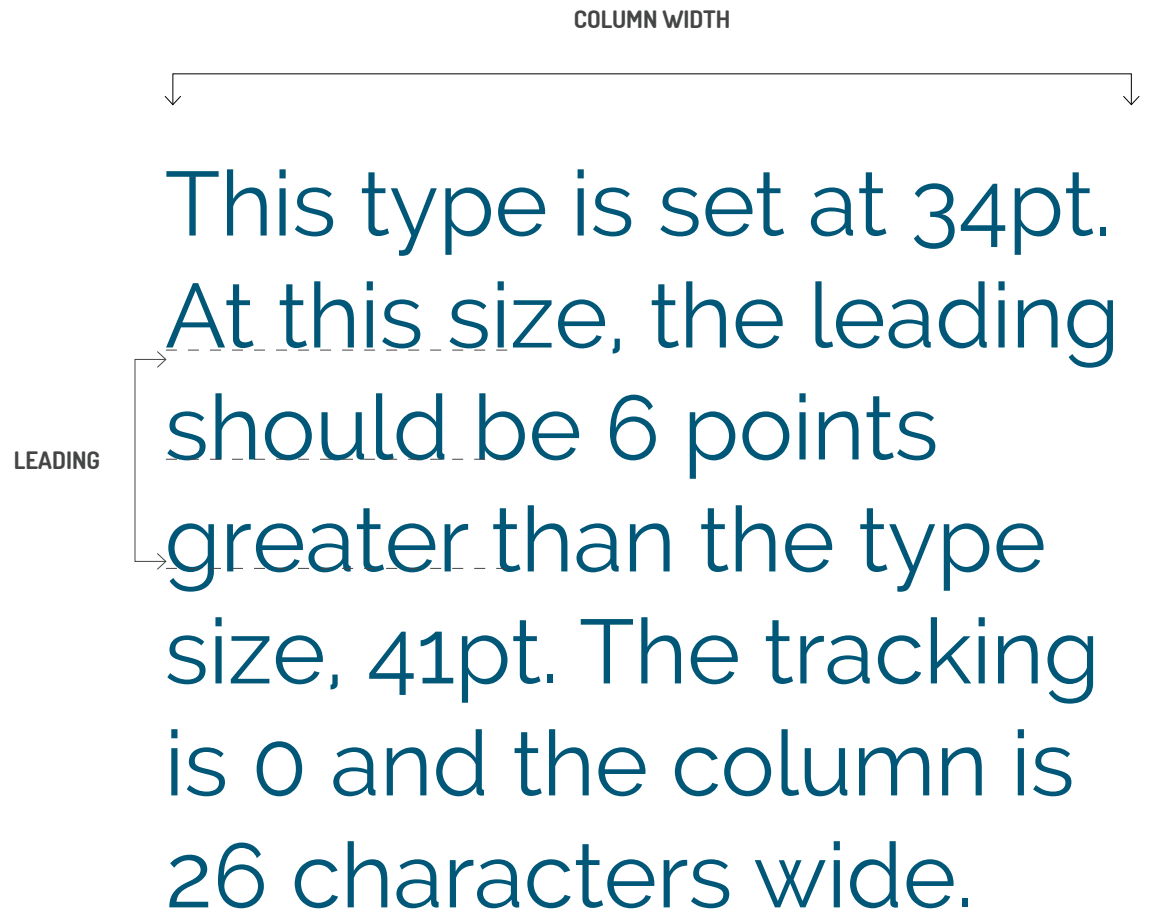 COLUMN WIDTH
This type is set at 34pt.
At this size, the leading
should be 6 points
LEADING
greater than the type
size, 41pt. The tracking
is 0 and the column is
26 characters wide.